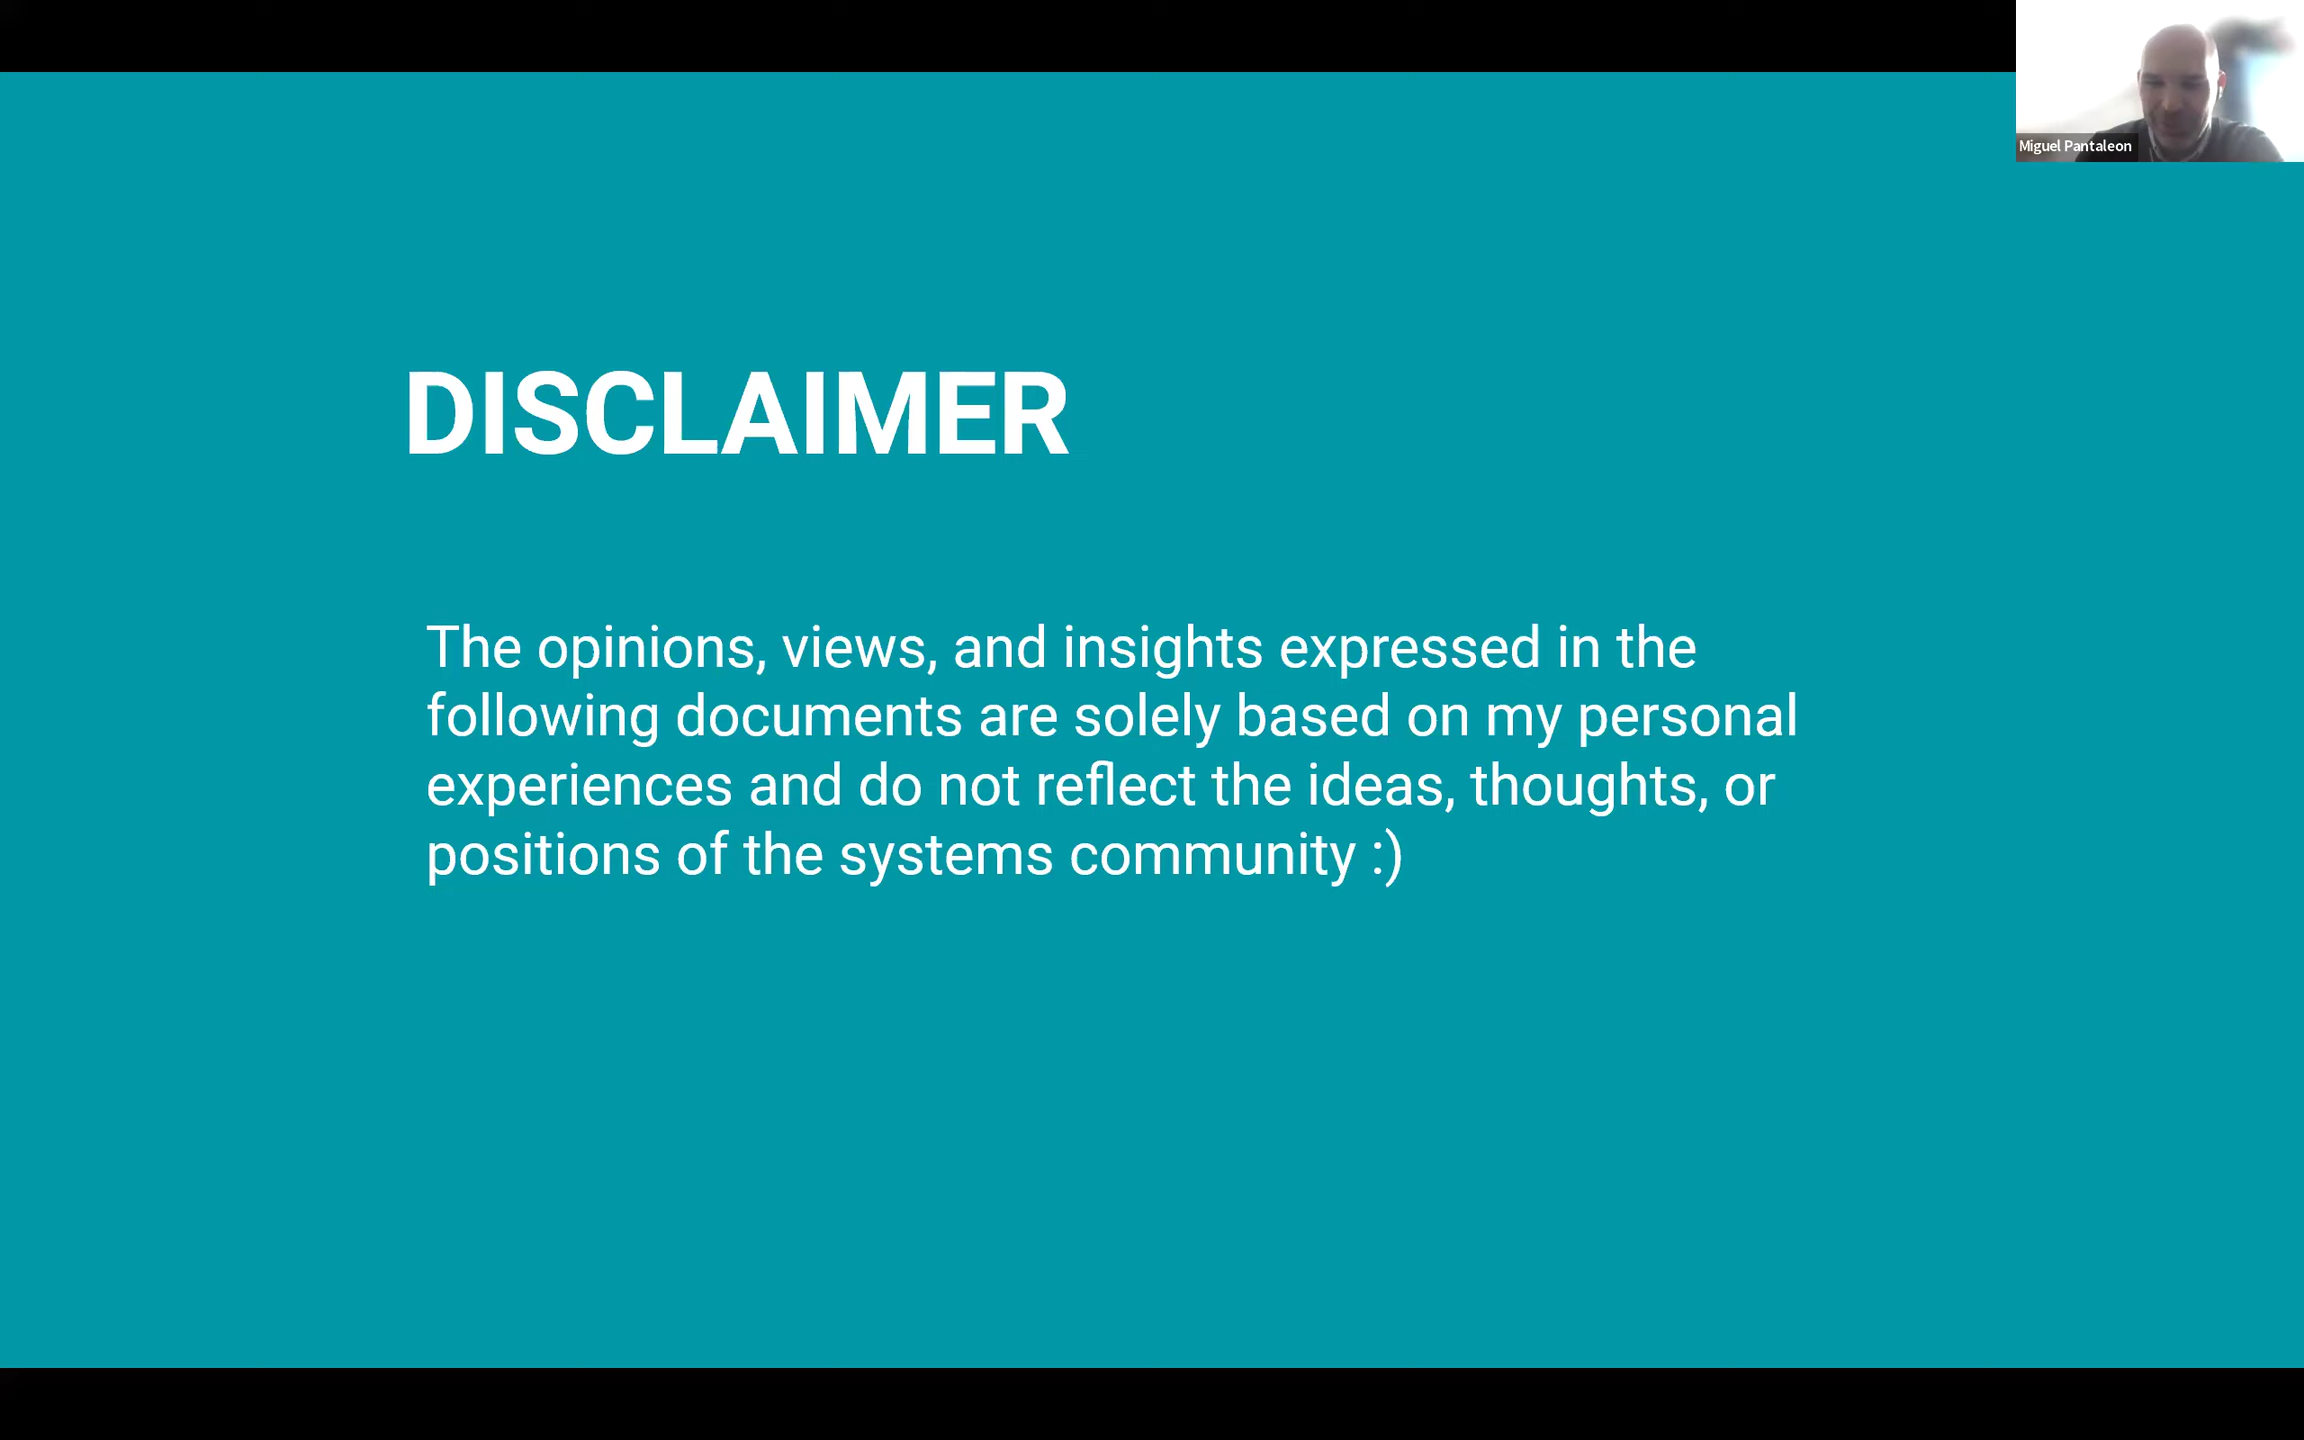 Miguel Pantaleon
DISCLAIMER
The opinions, views, and insights expressed in the
following documents are solely based on my personal
experiences and do not reflect the ideas, thoughts, or
positions of the systems community :)